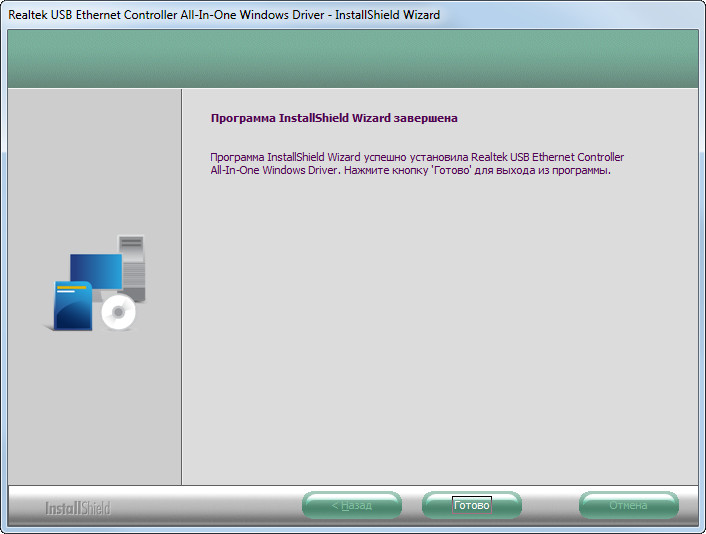 Realtek USB Ethernet Controller All-In-One Windows Driver - InstallShield Wizard
Программа InstallShield Wizard завершена
Программа InstallShield Wizard успешно установила Realtek USB Ethernet Controller
All-In-One Windows Driver. Нажмите кнопку 'Готово' для выхода из программы.
InstallShield
< Назад
Готово
Отмена